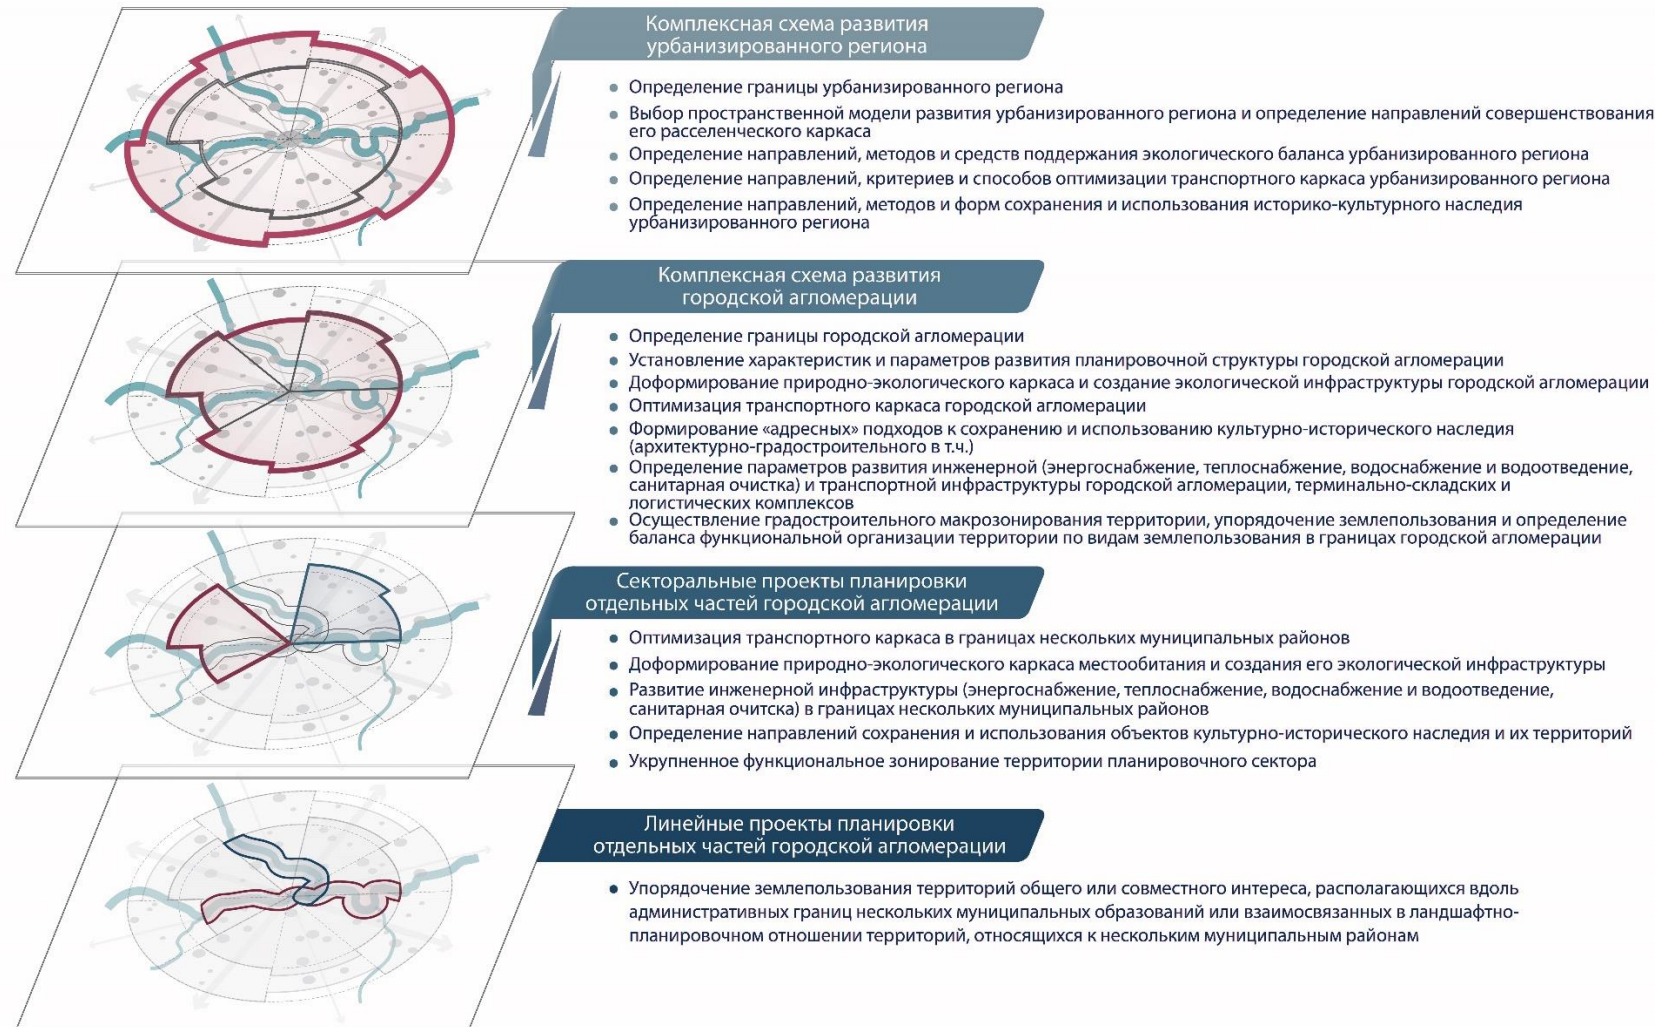 Комплексная схема развития
урбанизированного региона
Определение границы урбанизированного региона
Выбор пространственной модели развития урбанизированного региона и определение направлений совершенствования
его расселенческого каркаса
Определение направлений, методов и средств поддержания экологического баланса урбанизированного региона
Определение направлений, критериев и способов оптимизации транспортного каркаса урбанизированного региона
Определение направлений, методов и форм сохранения и использования историко-культурного наследия
урбанизированного региона
Комплексная схема развития
городской агломерации
Определение границы городской агломерации
Установление характеристик и параметров развития планировочной структуры городской агломерации
Доформирование природно-экологического каркаса и создание экологической инфраструктуры городской агломерации
Оптимизация транспортного каркаса городской агломерации
Формирование «адресных» подходов к сохранению и использованию культурно-исторического наследия
(архитектурно-градостроительного в т.ч.)
Определение параметров развития инженерной (энергоснабжение, теплоснабжение, водоснабжение и водоотведение,
санитарная очистка) и транспортной инфраструктуры городской агломерации, терминально-складских и
логистических комплексов
Осуществление градостроительного макрозонирования территории, упорядочение землепользования и определение
баланса функциональной организации территории по видам землепользования в границах городской агломерации
Секторальные проекты планировки
отдельных частей городской агломерации
Оптимизация транспортного каркаса в границах нескольких муниципальных районов
Доформирование природно-экологического каркаса местообитания и создания его экологической инфраструктуры
Развитие инженерной инфраструктуры (энергоснабжение, теплоснабжение, водоснабжение и водоотведение,
санитарная очитска) в границах нескольких муниципальных районов
Определение направлений сохранения и использования объектов культурно-исторического наследия и их территорий
Укрупненное функциональное зонирование территории планировочного сектора
Линейные проекты планировки
отдельных частей городской агломерации
Упорядочение землепользования территорий общего или совместного интереса, располагающихся вдоль
административных границ нескольких муниципальных образований или взаимосвязанных в ландшафтно-
планировочном отношении территорий, относящихся к нескольким муниципальным районам